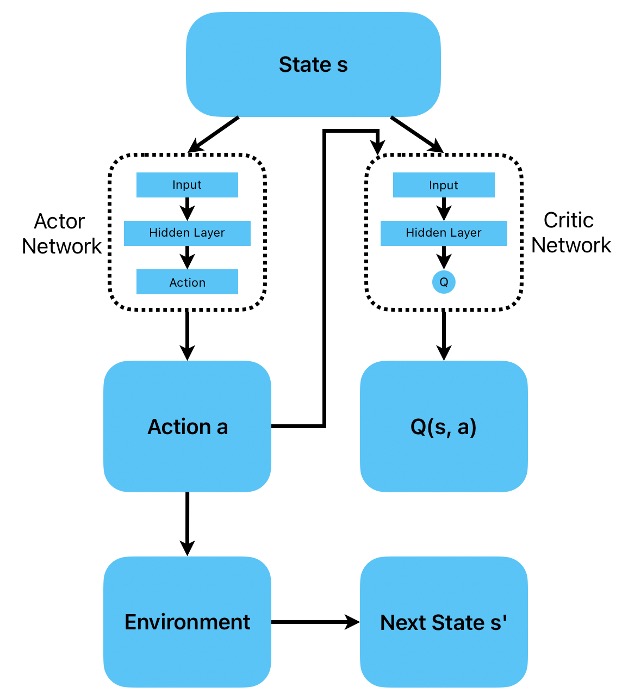 State s
Input
Hidden Layer
Action
Actor
Network
Input
Hidden Layer
Q
Critic
Network
Action a
Q(s, a)
Environment
Next State s'